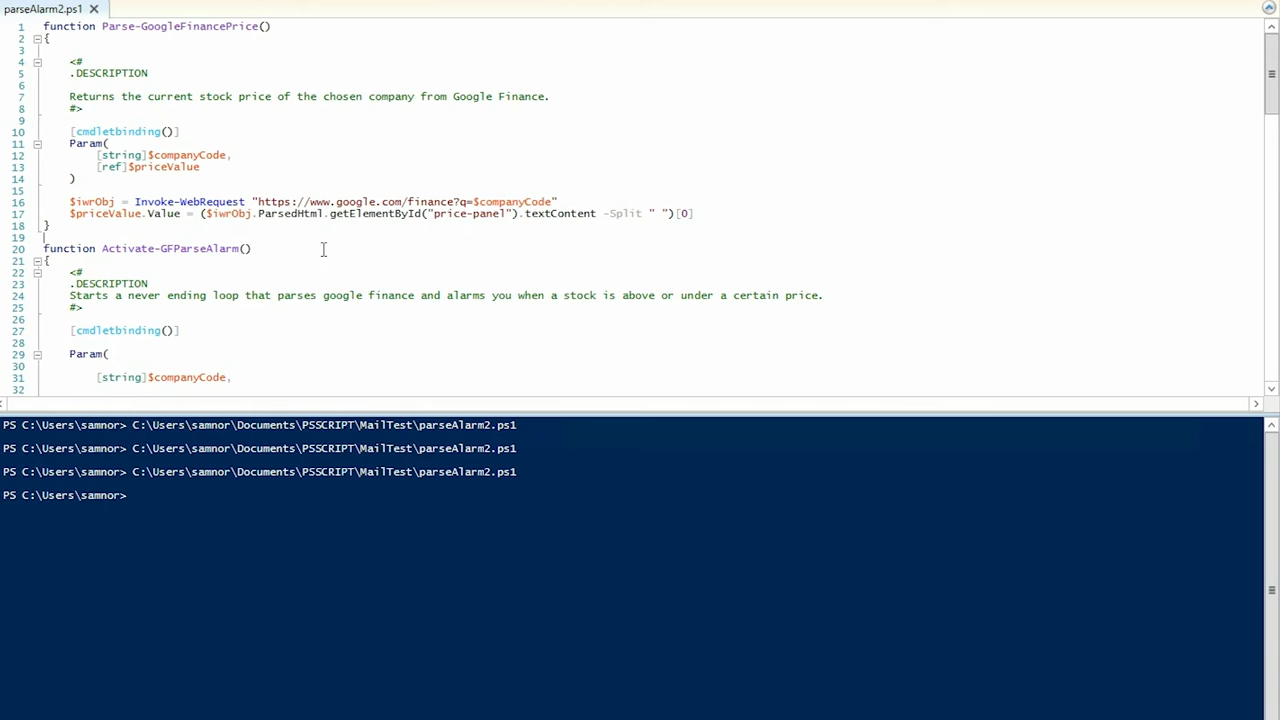 parseAlarm2.ps1
1 function Parse-GoogleFinancePrice()
2 {
3
4 <#
5 .DESCRIPTION
6
7 Returns the current stock price of the chosen company from Google Finance.
8 #>
9
10 [cmdletbinding()]
11 Param(
12 [string]$companyCode,
13 [ref]$priceValue
14 )
15
16 $iwrObj = Invoke-WebRequest "https://www.google.com/finance?q=$companyCode"
17 $priceValue.Value = ($iwrObj.ParsedHtml.getElementById("price-panel").textContent -Split " ")[0]
18 }
19
20 function Activate-GFParseAlarm()
21 {
22 <#
23 .DESCRIPTION
24 Starts a never ending loop that parses google finance and alarms you when a stock is above or under a certain price.
25 #>
26
27 [cmdletbinding()]
28
29 Param(
30
31 [string]$companyCode,
32
PS C:\Users\samnor> C:\Users\samnor\Documents\PSSCRIPT\MailTest\parseAlarm2.ps1
PS C:\Users\samnor> C:\Users\samnor\Documents\PSSCRIPT\MailTest\parseAlarm2.ps1
PS C:\Users\samnor> C:\Users\samnor\Documents\PSSCRIPT\MailTest\parseAlarm2.ps1
PS C:\Users\samnor>